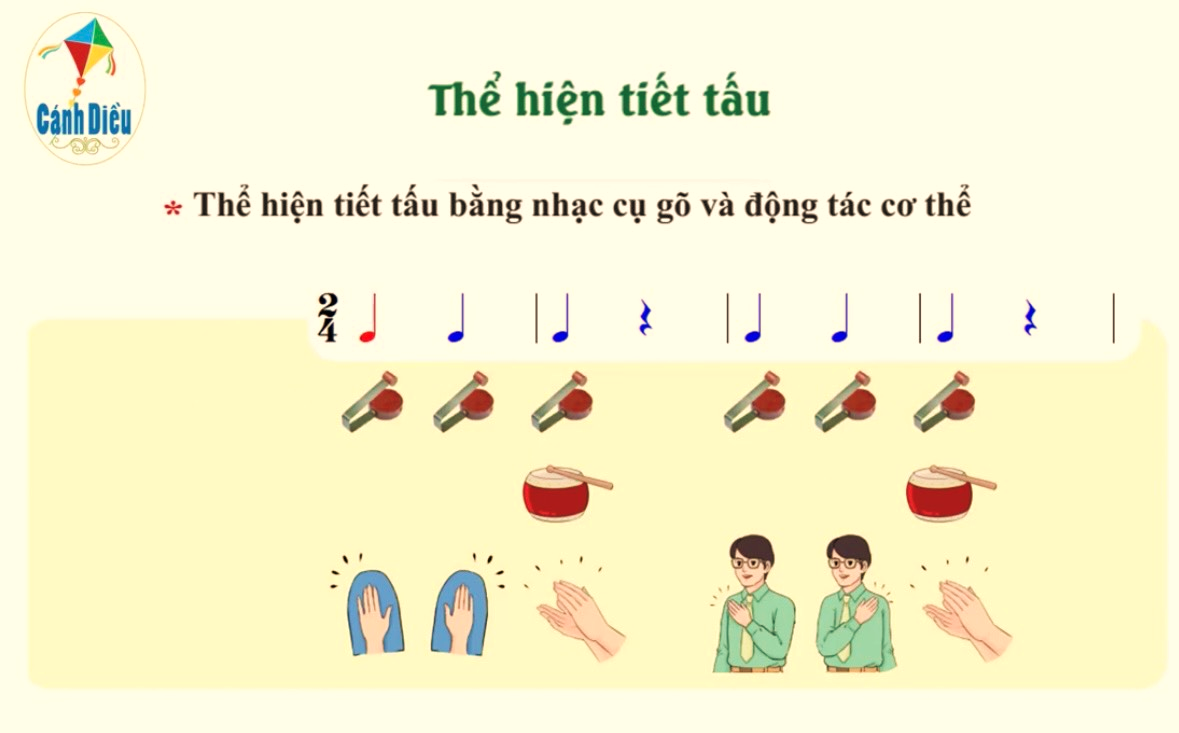 Cánh Diều
Thể hiện tiết tấu
* Thể hiện tiết tấu bằng nhạc cụ gõ và động tác cơ thể
2
4